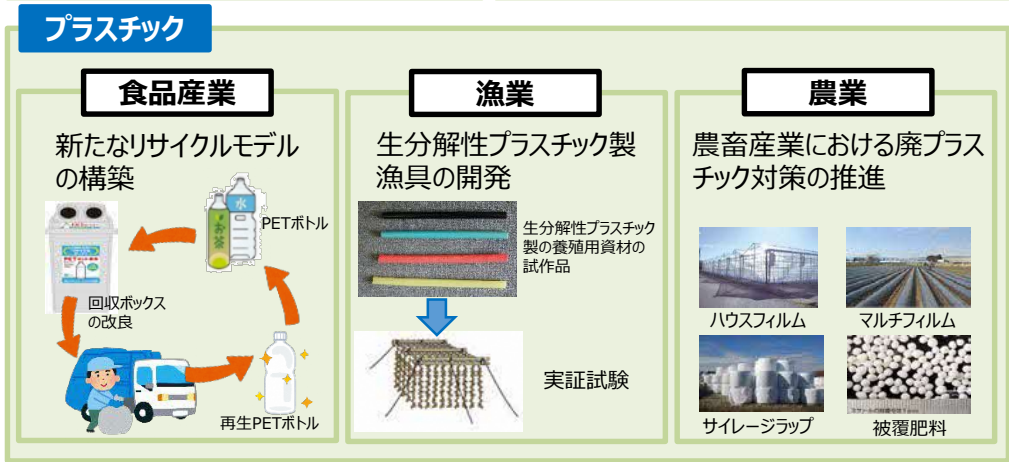 プラスチック
食品産業
新たなリサイクルモデル
の構築
水
お茶
PETボトル
回収ボックス
の改良
再生PETボトル
漁業
生分解性プラスチック製
漁具の開発
生分解性プラスチック
製の養殖用資材の
試作品
実証試験
農業
農畜産業における廃プラス
チック対策の推進
ハウスフィルム
マルチフィルム
サイレージラップ
被覆肥料